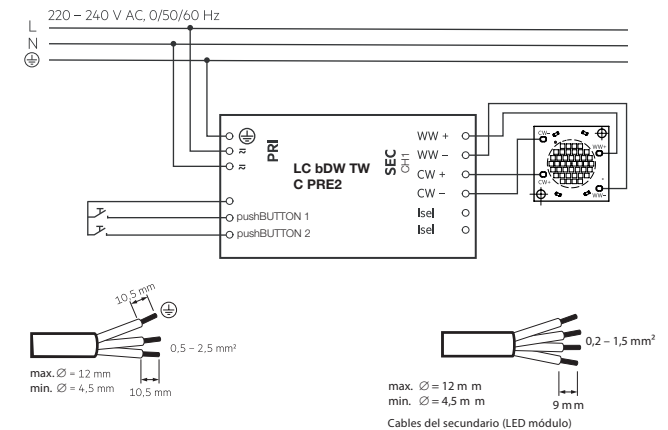 220 – 240 V AC, 0/50/60 Hz
L
N
PRI
LC bDW TW
C PRE2
SEC
CH1
WW +
WW –
CW +
CW –
Isel
Isel
pushBUTTON 1
pushBUTTON 2
CW–
WW+
CW+
WW–
10,5 mm
0,5 – 2,5 mm²
max. Ø = 12 mm
min. Ø = 4,5 mm
10,5 mm
0,2 – 1,5 mm²
max. Ø = 12 m m
min. Ø = 4,5 m m
9 mm
Cables del secundario (LED módulo)